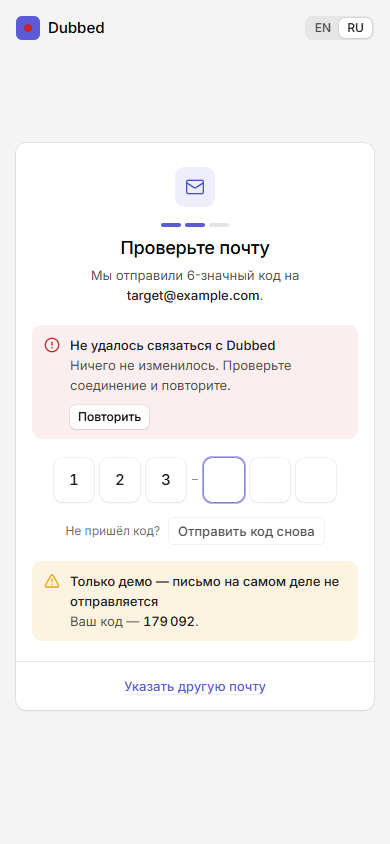 Dubbed
EN
RU
Проверьте почту
Мы отправили 6-значный код на
target@example.com.
Не удалось связаться с Dubbed
Ничего не изменилось. Проверьте
соединение и повторите.
Повторить
1 2 3 –
Не пришёл код? Отправить код снова
Только демо — письмо на самом деле не
отправляется
Ваш код — 179 092.
Указать другую почту